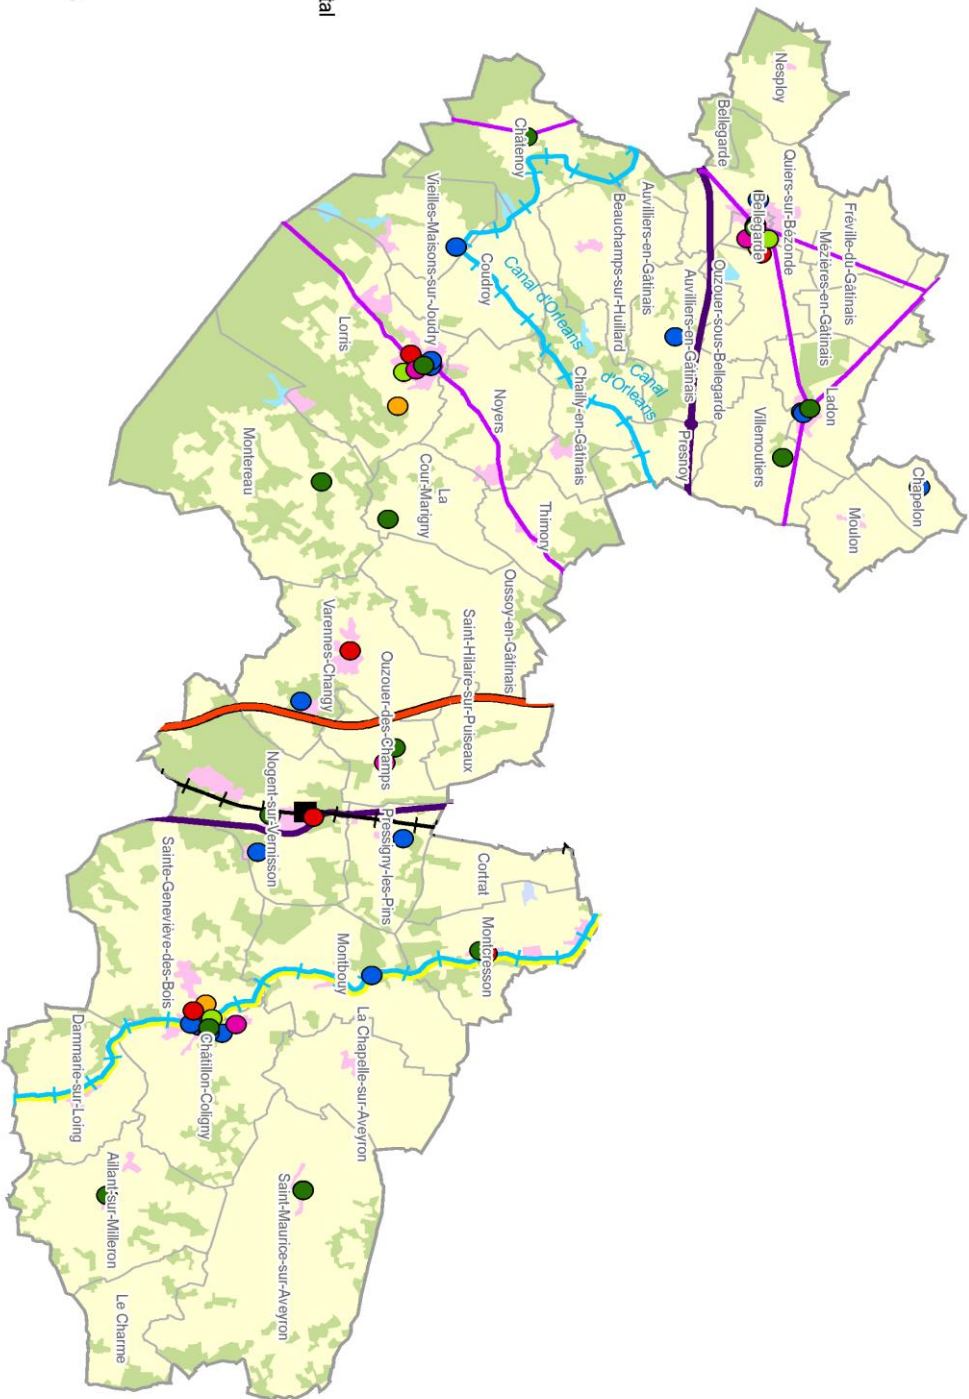 tal
Nesploy
Bellegarde
Quiers-sur-Bézonde
Fréville-du-Gâtinais
Mézières-en-Gâtinais
Bellegarde
Ouzouer-sous-Bellegarde
Auvilliers-en-Gâtinais
Ladon
Villemoutiers
Chapelon
Moulon
Presnoy
Châtenoy
Auvilliers-en-Gâtinais
Beauchamps-sur-Huillard
Vieilles-Maisons-sur-Joudry
Coudroy
Canal d'Orleans
Canal
d'Orleans
Chailly-en-Gâtinais
Lorris
Noyers
Montereau
La
Cour-Marigny
Thimory
Oussoy-en-Gâtinais
Saint-Hilaire-sur-Puiseaux
Varennes-Changy
Ouzouer-des-Champs
Nogent-sur-Vernisson
Pressigny-les-Pins
Cortrat
Montcresson
Sainte-Geneviève-des-Bois
Montbouy
La Chapelle-sur-Aveyron
Châtillon-Coligny
Dammarie-sur-Loing
Aillant-sur-Milleron
Saint-Maurice-sur-Aveyron
Le Charme